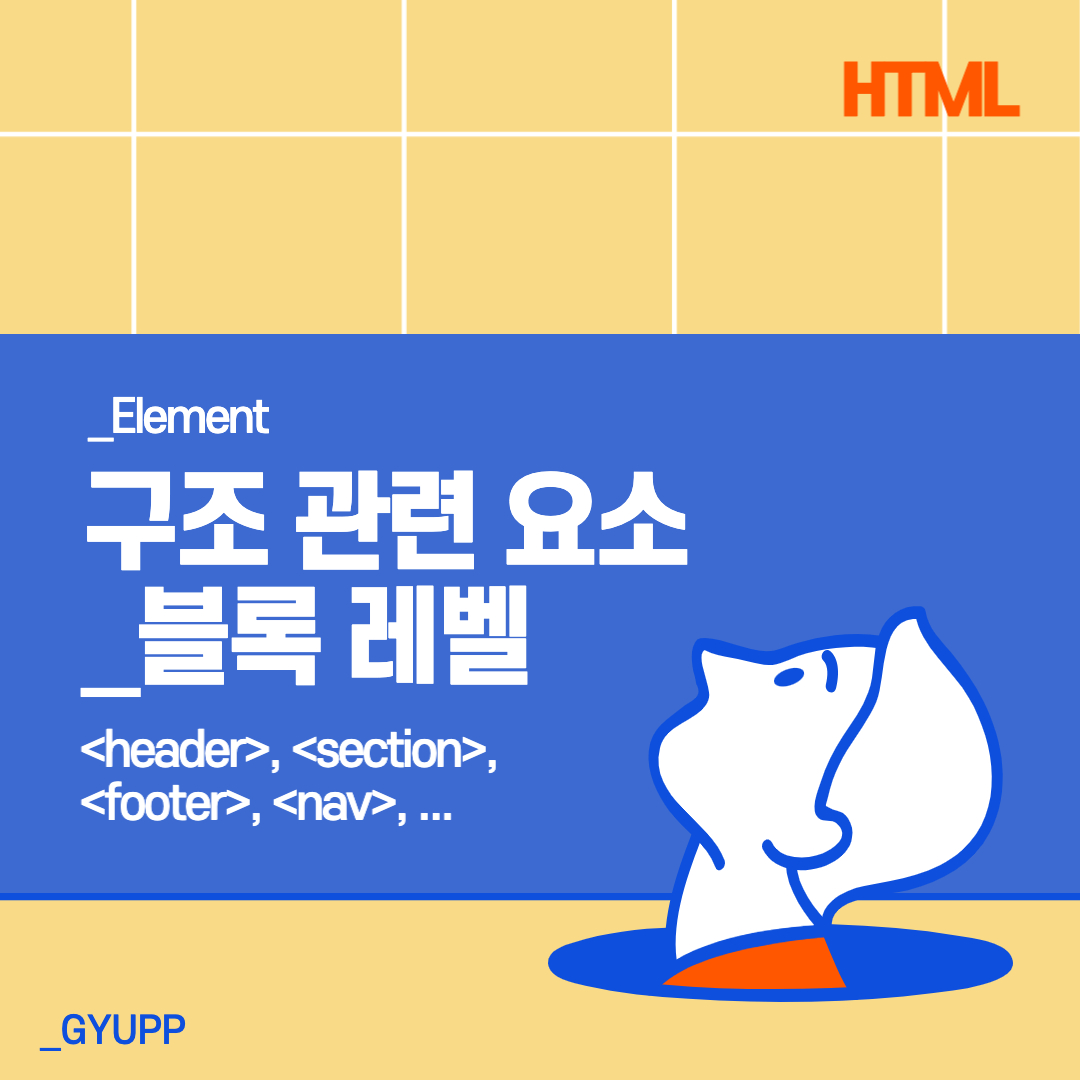 HTML
_Element
구조 관련 요소
_블록 레벨
<header>, <section>,
<footer>, <nav>, ...
_GYUPP